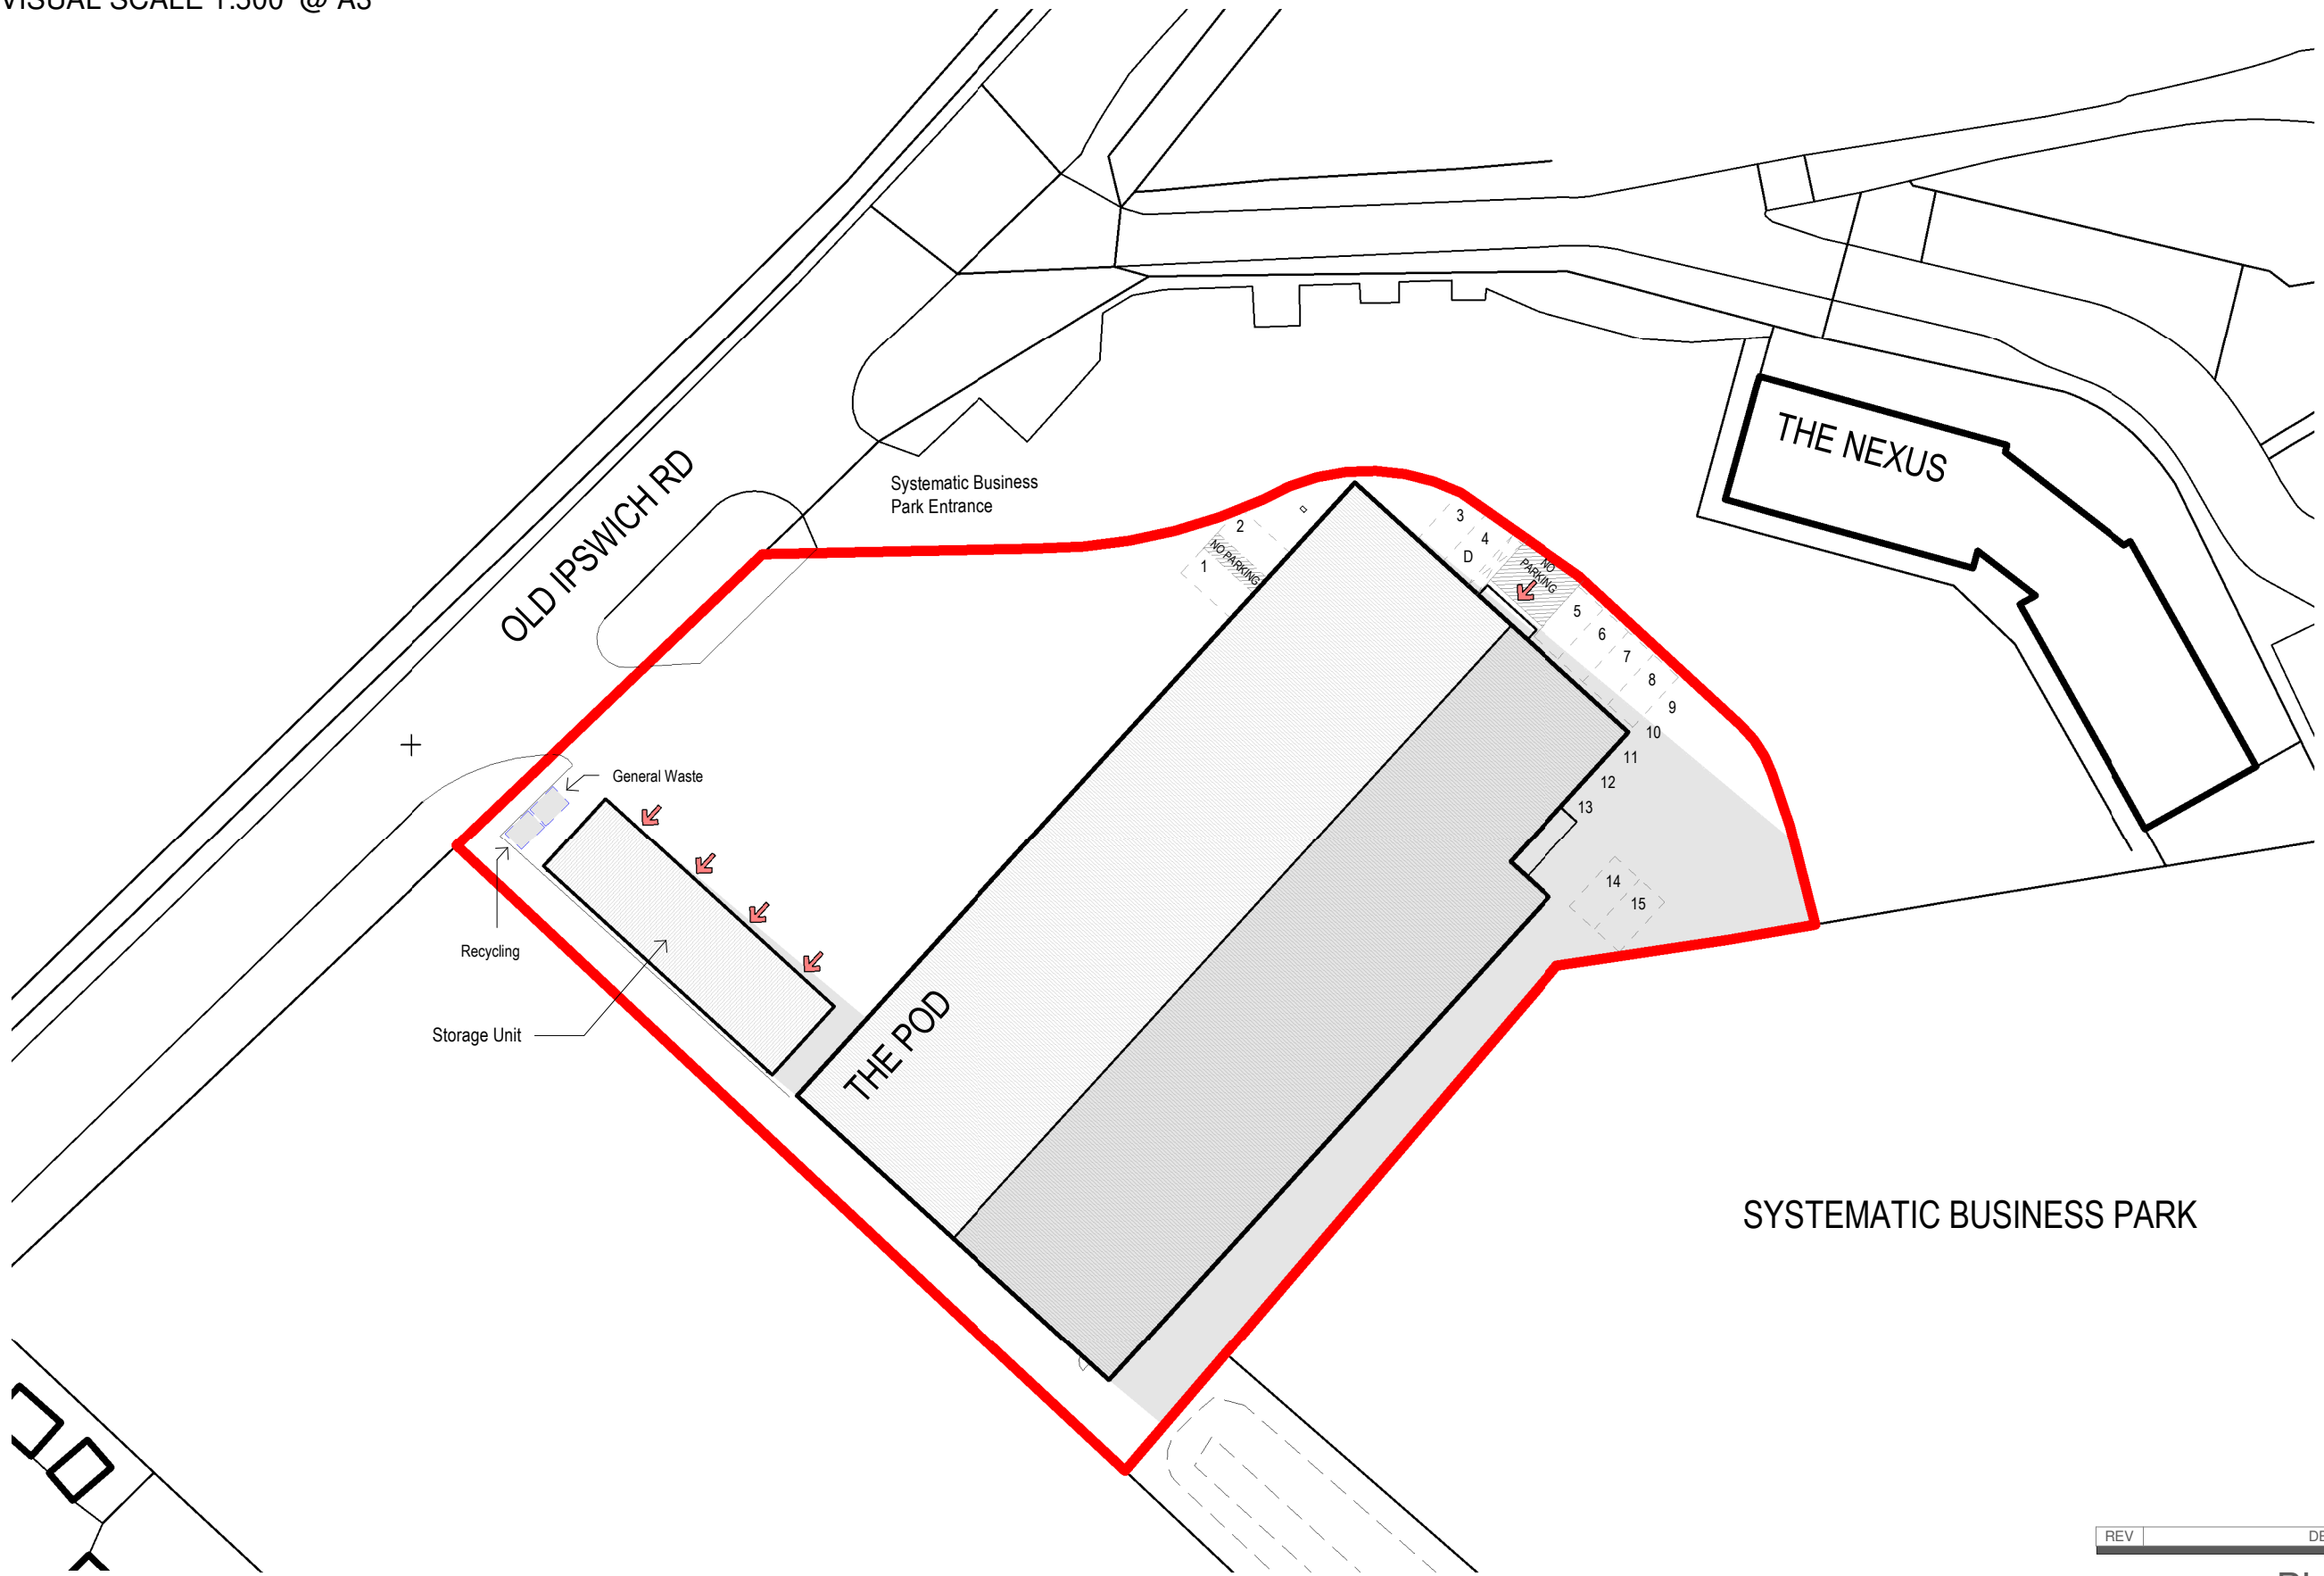 VISUAL SCALE 1:500 @ A3
THE NEXUS
OLD IPSWICH RD
Systematic Business
Park Entrance
2
NO PARKING
1
3
4
D
NO
PARKING
5
6
7
8
9
10
11
12
13
14
15
General Waste
Recycling
Storage Unit
THE POD
SYSTEMATIC BUSINESS PARK
REV